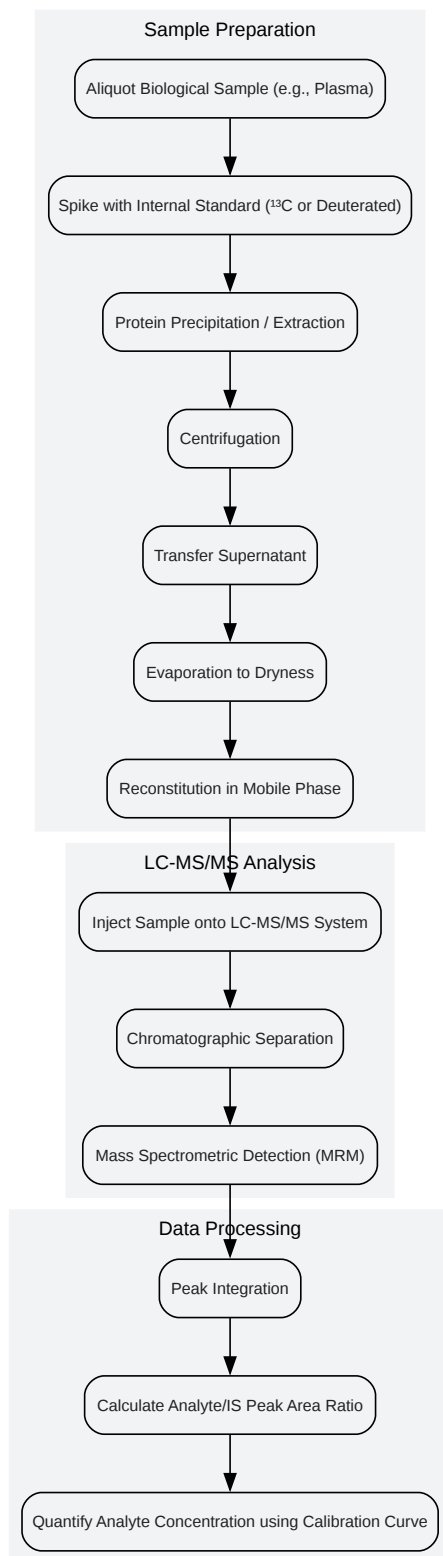 Sample Preparation
Aliquot Biological Sample (e.g., Plasma)
Spike with Internal Standard (¹³C or Deuterated)
Protein Precipitation / Extraction
Centrifugation
Transfer Supernatant
Evaporation to Dryness
Reconstitution in Mobile Phase
LC-MS/MS Analysis
Inject Sample onto LC-MS/MS System
Chromatographic Separation
Mass Spectrometric Detection (MRM)
Data Processing
Peak Integration
Calculate Analyte/IS Peak Area Ratio
Quantify Analyte Concentration using Calibration Curve